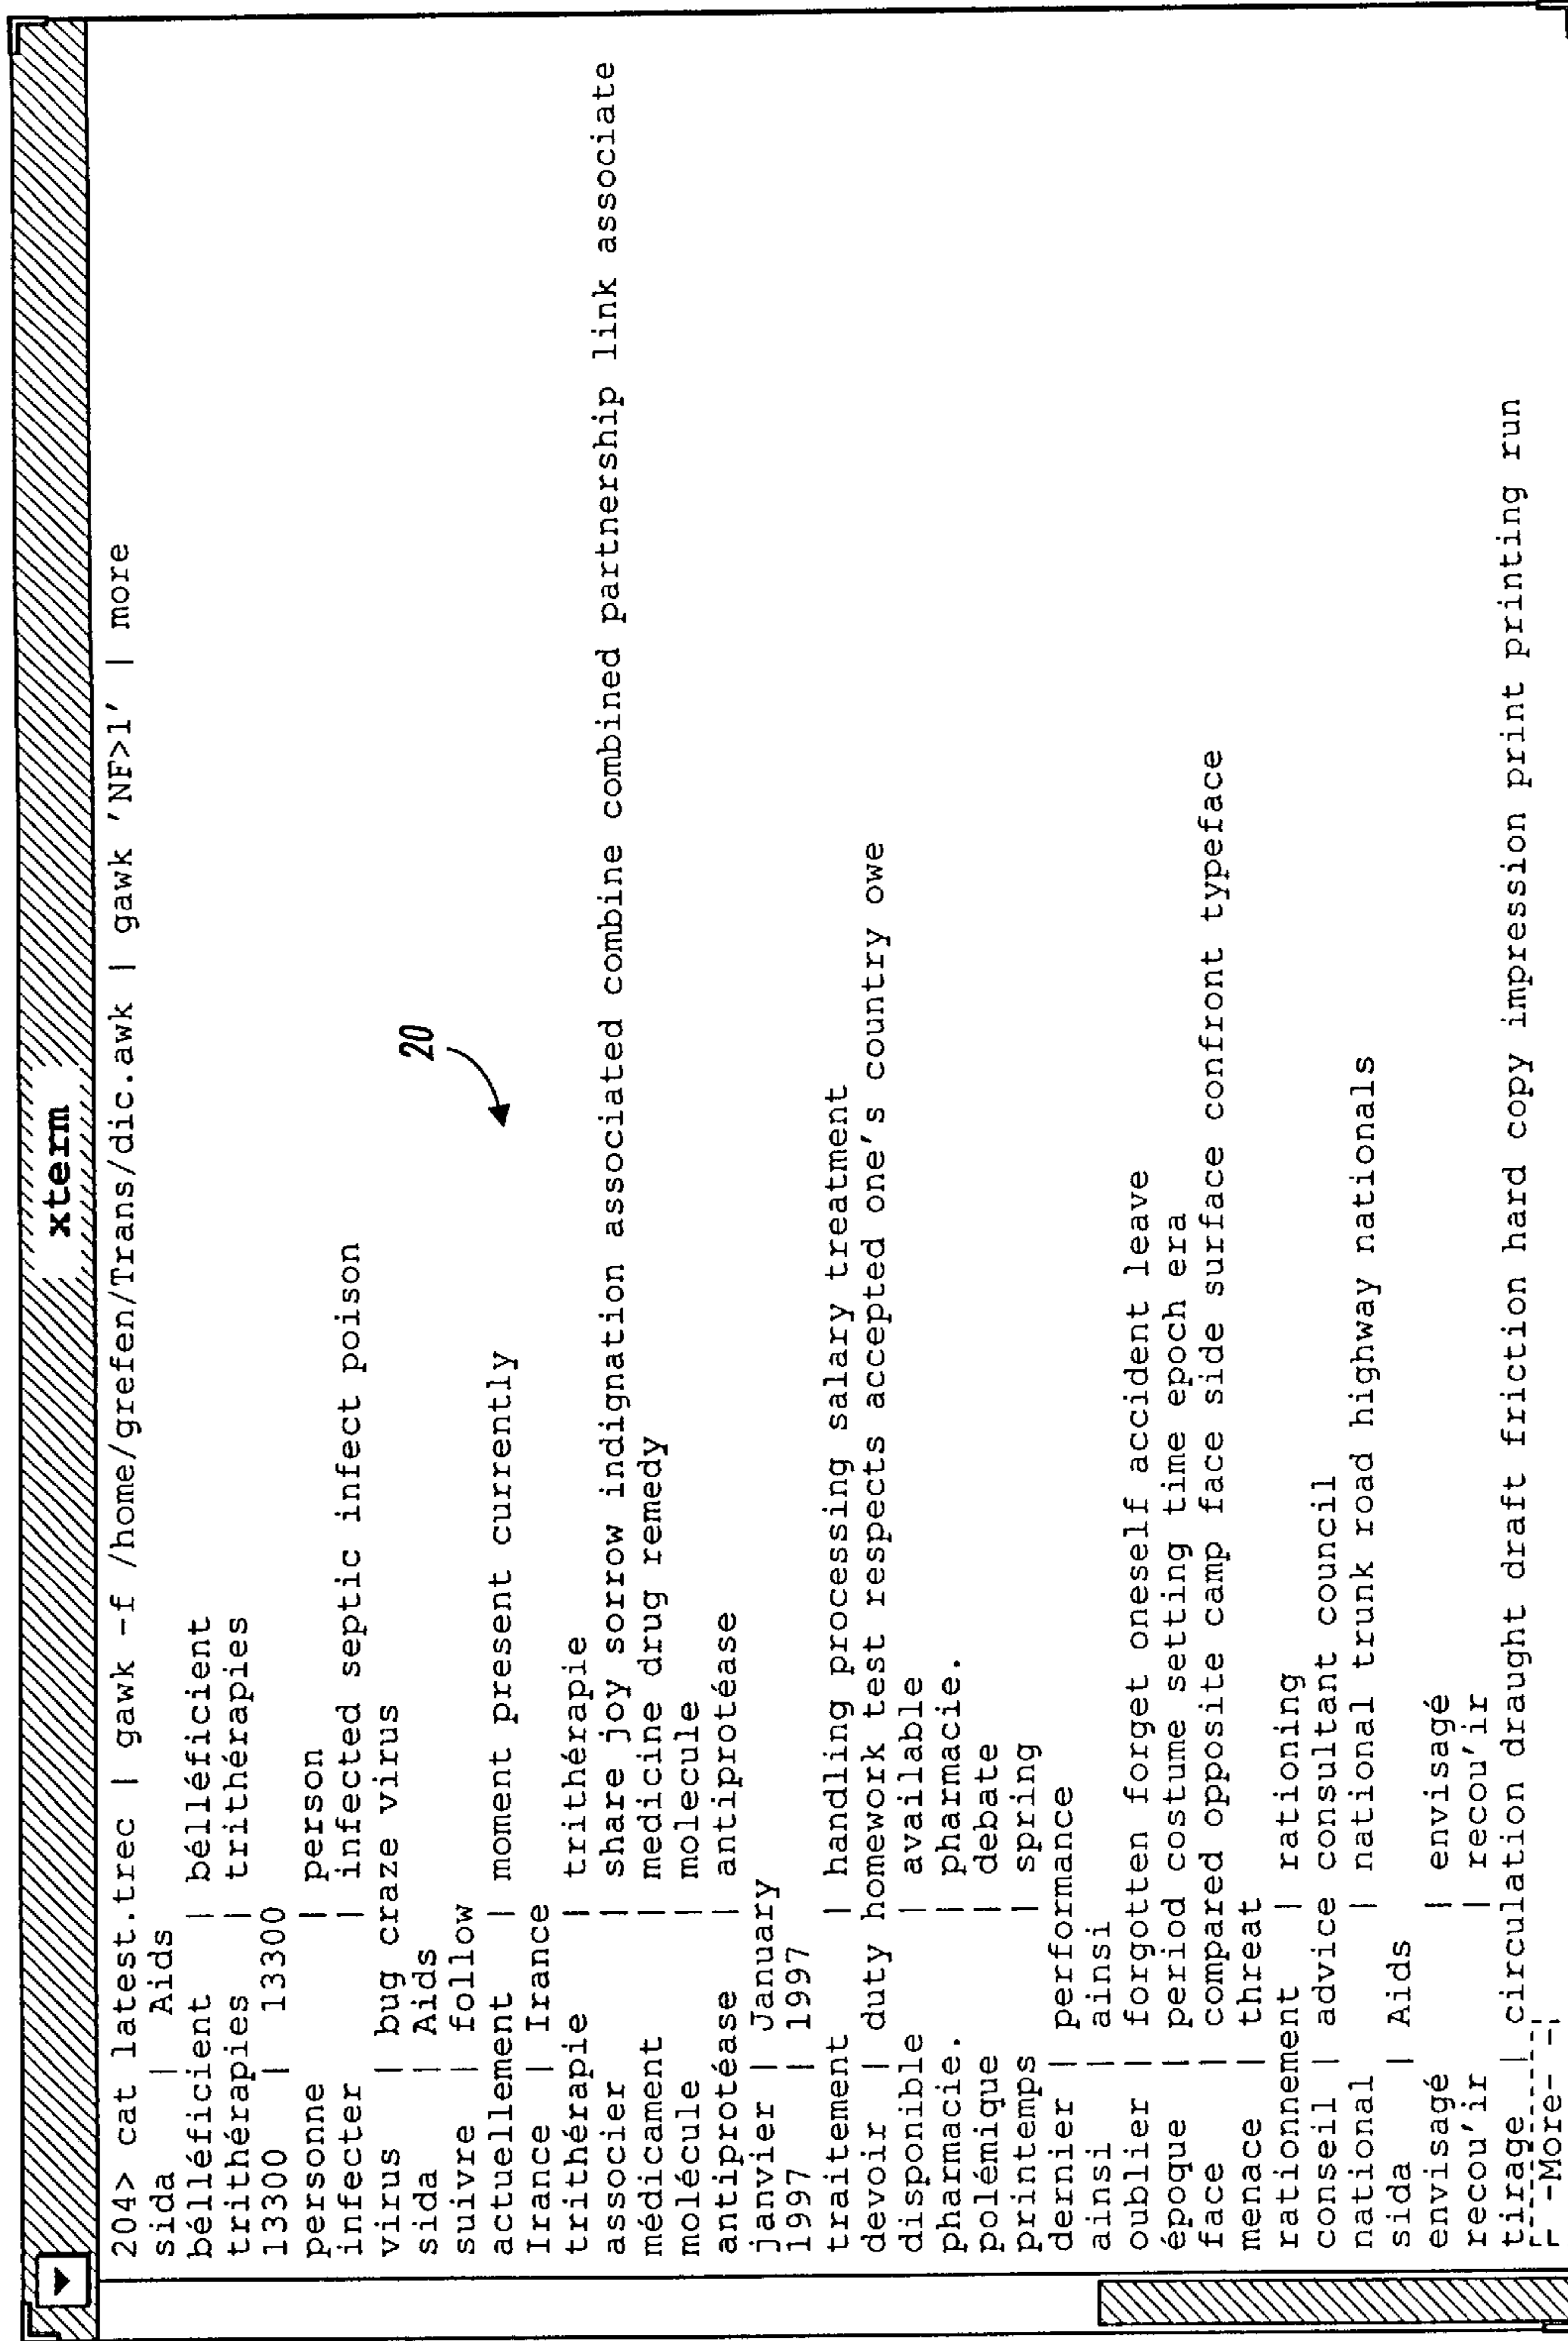 xterm
204> cat latest.trec | gawk -f /home/grefen/Trans/dic.awk | gawk 'NF>1' | more
sida | Aids
bélléficient | bélléficient
trithérapies | trithérapies
13300 | 13300
personne | person
infecter | infected septic infect poison
virus | bug craze virus
sida | Aids
suivre | follow
actuellement | moment present currently
Irance | Irance
trithérapie | trithérapie
associer | share joy sorrow indignation associated combine combined partnership link associate
médicament | medicine drug remedy
molécule | molecule
antiprotéase | antiprotéase
janvier | January
1997 | 1997
traitement | handling processing salary treatment
devoir | duty homework test respects accepted one's country owe
disponible | available
pharmacie. | pharmacie.
polémique | debate
printemps | spring
dernier | performance
ainsi | ainsi
oublier | forgotten forget oneself accident leave
époque | period costume setting time epoch era
face | compared opposite camp face side surface confront typeface
menace | threat
rationnement | rationing
conseil | advice consultant council
national | national trunk road highway nationals
sida | Aids
envisagé | envisagé
recou'ir | recou'ir
tirage | circulation draught draft friction hard copy impression print printing run
--More--
20